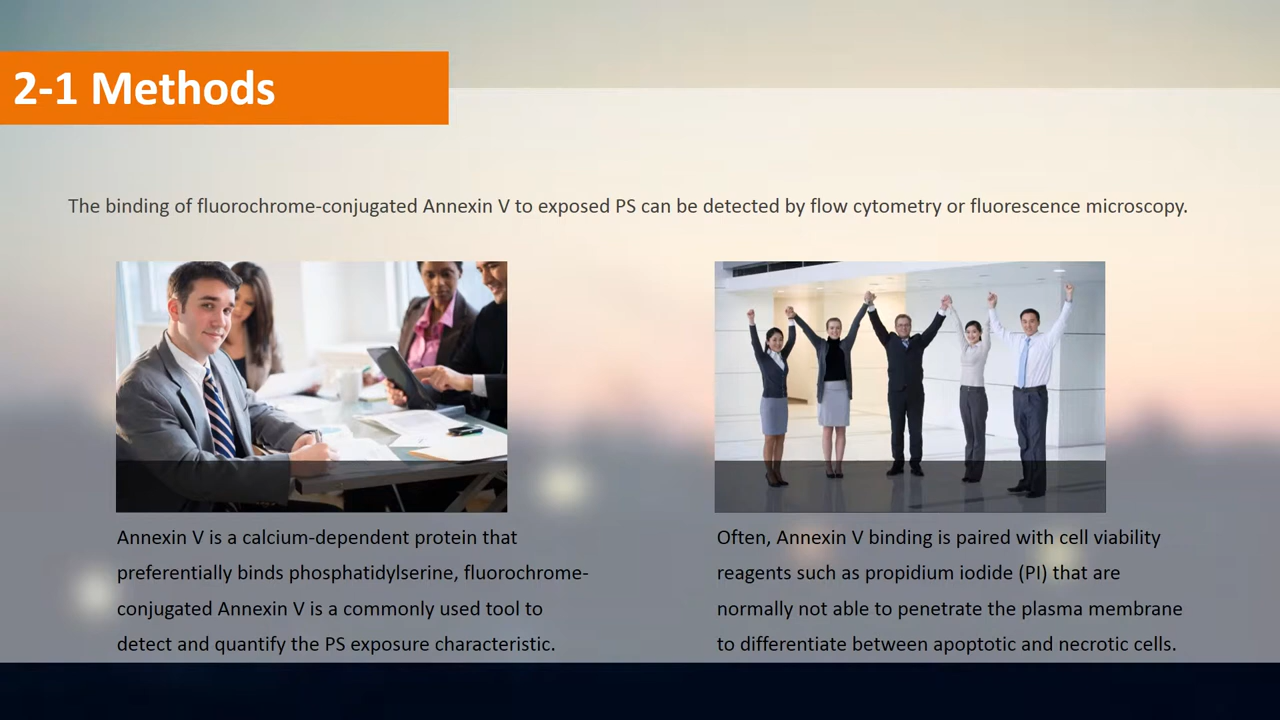 2-1 Methods
The binding of fluorochrome-conjugated Annexin V to exposed PS can be detected by flow cytometry or fluorescence microscopy.
Annexin V is a calcium-dependent protein that
preferentially binds phosphatidylserine, fluorochrome-
conjugated Annexin V is a commonly used tool to
detect and quantify the PS exposure characteristic.
Often, Annexin V binding is paired with cell viability
reagents such as propidium iodide (PI) that are
normally not able to penetrate the plasma membrane
to differentiate between apoptotic and necrotic cells.